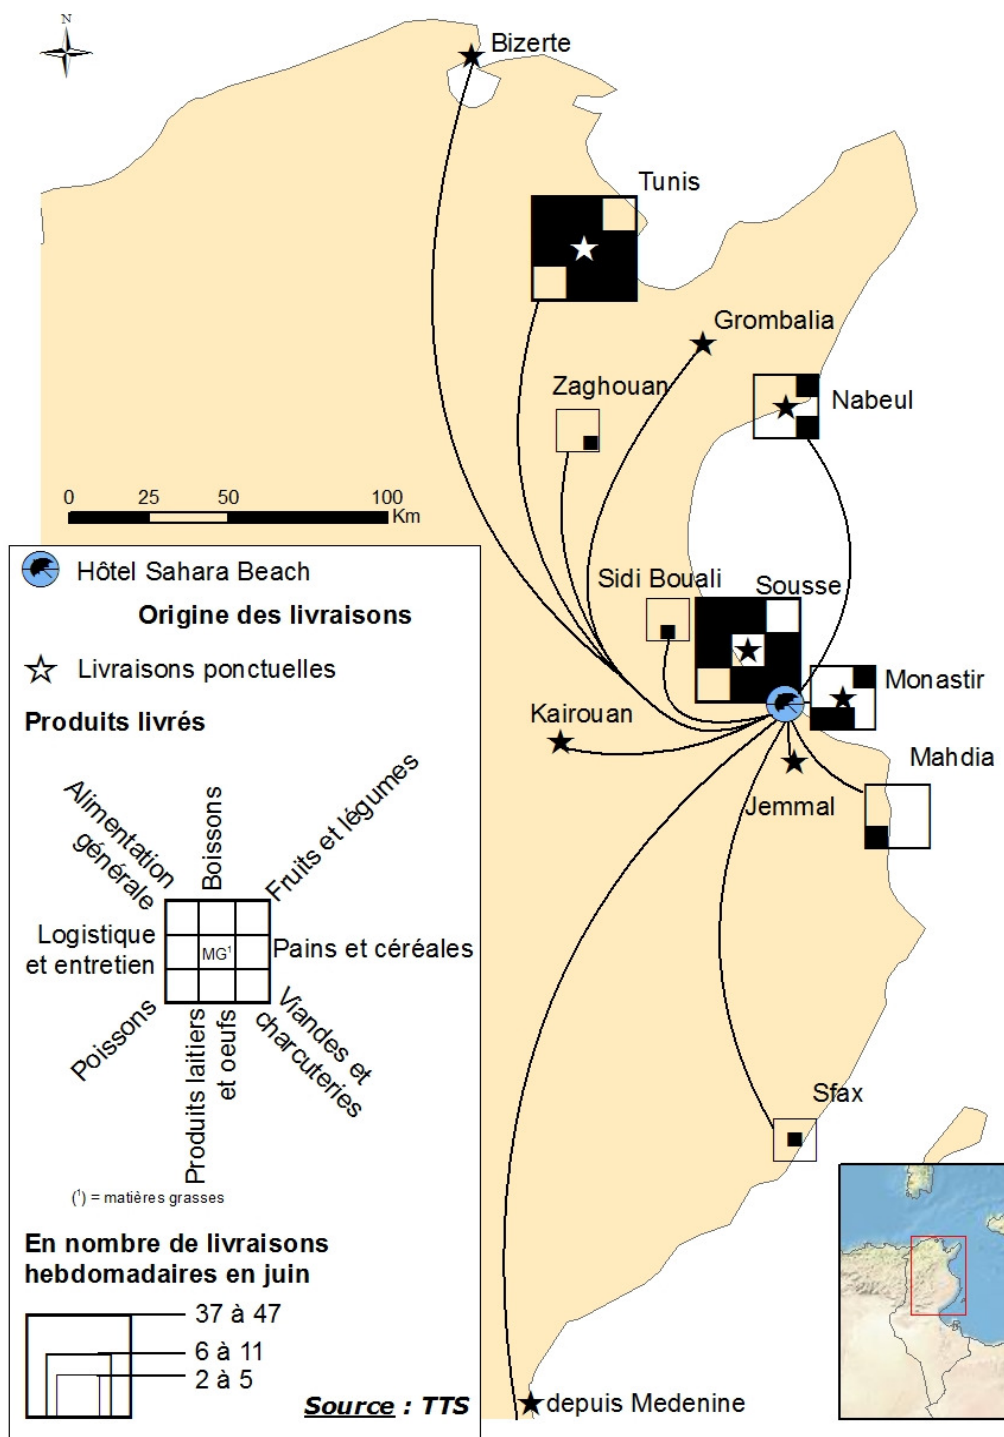 N
Bizerte
Tunis
Grombalia
Zaghouan
Nabeul
0 25 50 100
Km
Sidi Bouali
Sousse
Kairouan
Monastir
Mahdia
Jemmal
Sfax
depuis Medenine
Hôtel Sahara Beach
Origine des livraisons
Livraisons ponctuelles
Produits livrés
Alimentation
générale
Boissons
Fruits et légumes
Logistique
et entretien
MG¹
Pains et céréales
Poissons
Produits laitiers
et oeufs
Viandes et
charcuteries
(¹) = matières grasses
En nombre de livraisons
hebdomadaires en juin
37 à 47
6 à 11
2 à 5
Source : TTS